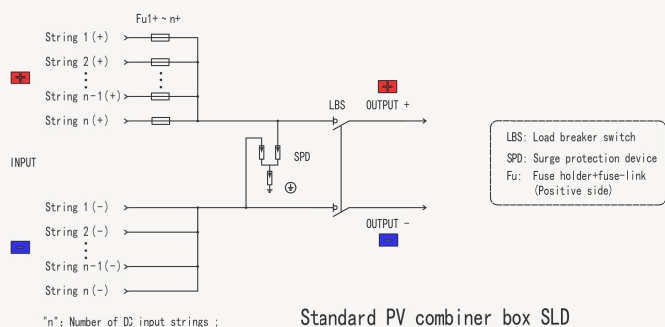 Fu1+ ~ n+
String 1 (+)
String 2 (+)
String n-1(+)
String n (+)
LBS
OUTPUT +
INPUT
SPD
String 1 (-)
String 2 (-)
String n-1(-)
String n (-)
OUTPUT -
LBS: Load breaker switch
SPD: Surge protection device
Fu: Fuse holder+fuse-link
(Positive side)
"n": Number of DC input strings ;
Standard PV combiner box SLD